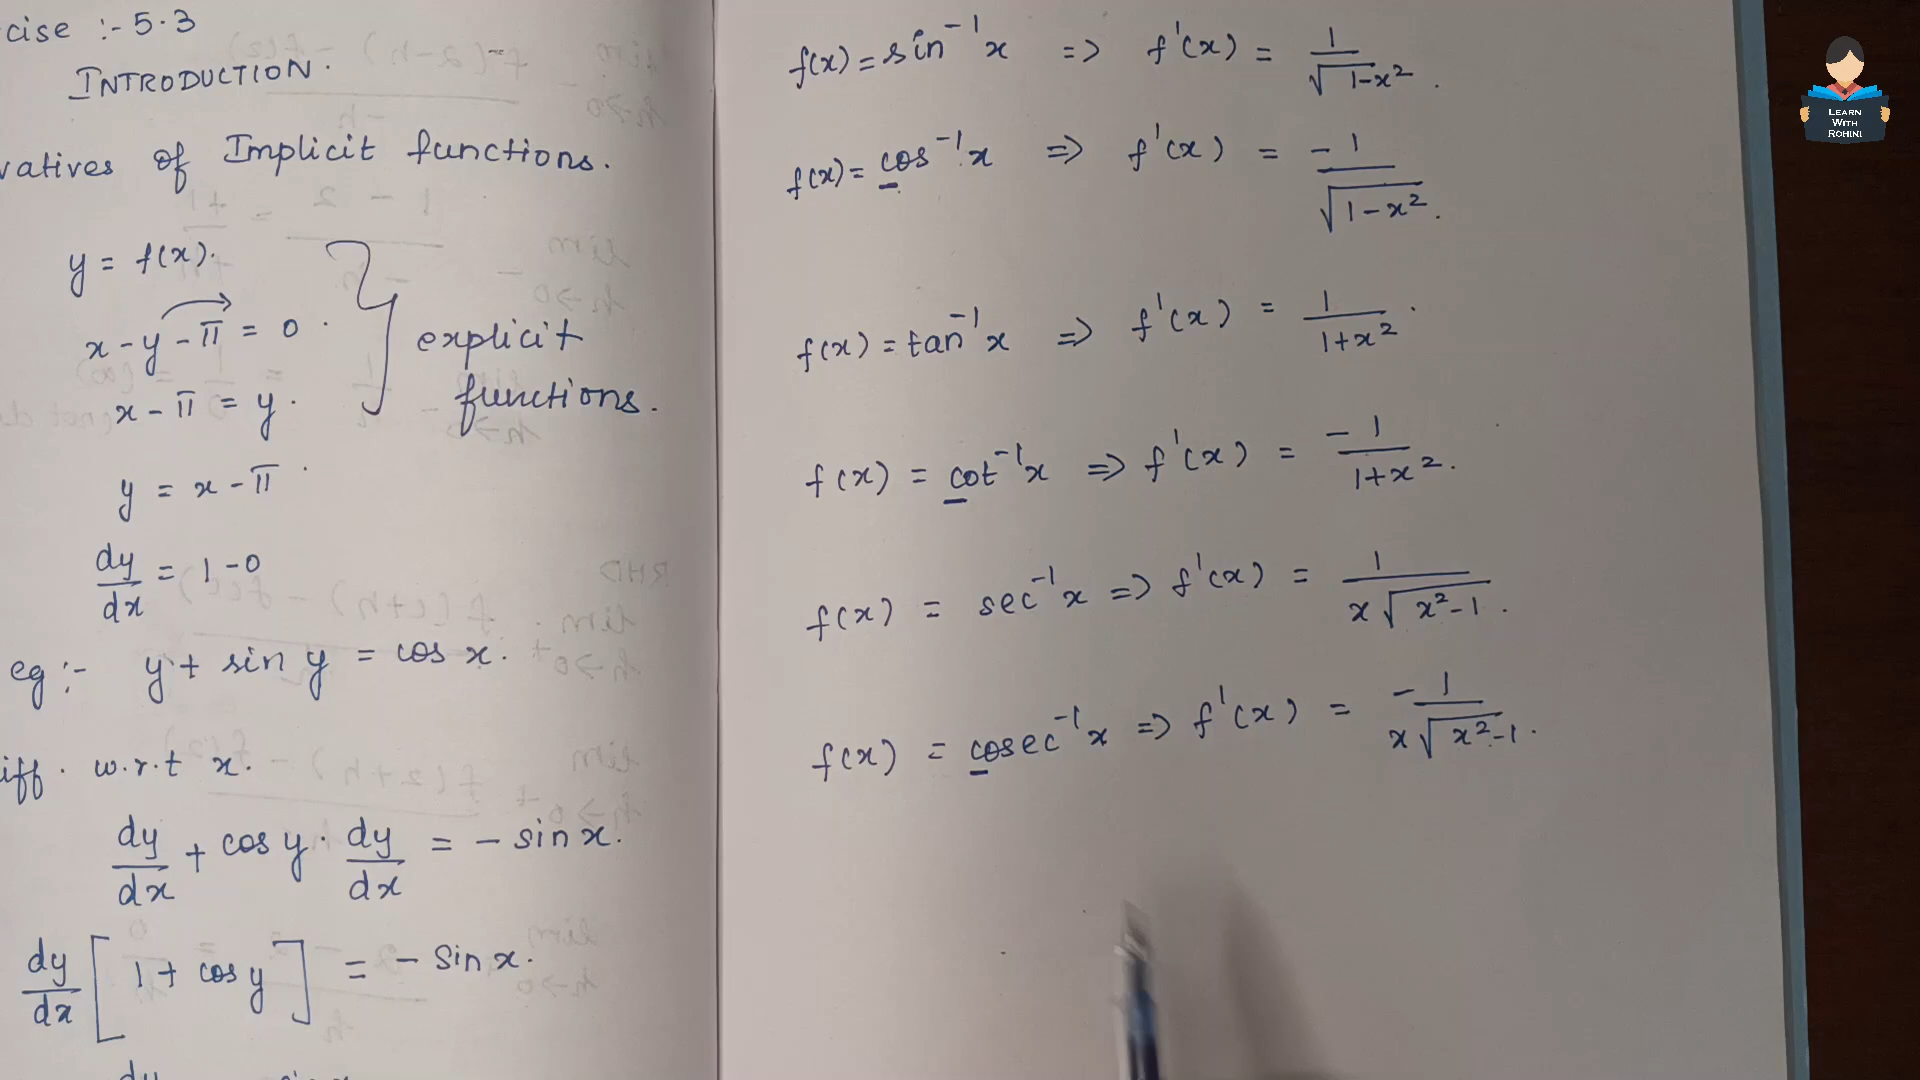 cise :- 5.3
INTRODUCTION.
vatives of Implicit functions.
y = f(x).
x - y - π = 0 .
x - π = y .
explicit functions.
y = x - π .
dy/dx = 1 - 0
eg :- y + sin y = cos x .
iff . w.r.t x .
dy/dx + cos y . dy/dx = - sin x .
dy/dx [ 1 + cos y ] = - sin x .
dy
f(x) = sin⁻¹x => f'(x) = 1/√1-x² .
f(x) = cos⁻¹x => f'(x) = -1/√1-x² .
f(x) = tan⁻¹x => f'(x) = 1/1+x² .
f(x) = cot⁻¹x => f'(x) = -1/1+x² .
f(x) = sec⁻¹x => f'(x) = 1/x√x²-1 .
f(x) = cosec⁻¹x => f'(x) = -1/x√x²-1 .
LEARN
WITH
ROHINI